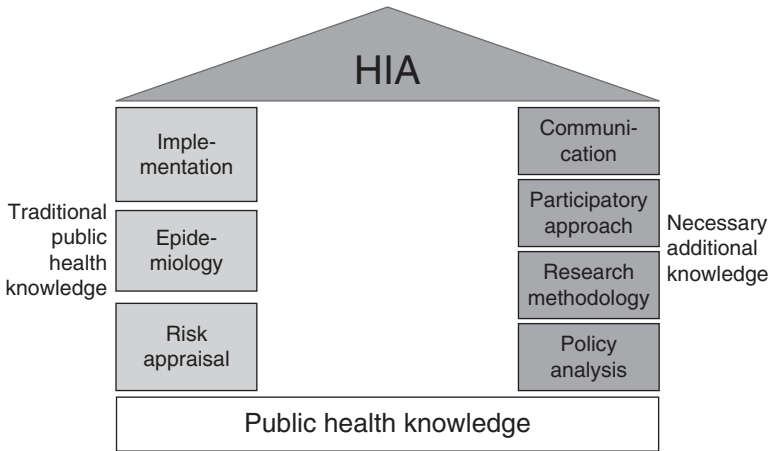 HIA
Traditional
public
health
knowledge
Imple-
mentation
Epide-
miology
Risk
appraisal
Communi-
cation
Participatory
approach
Research
methodology
Policy
analysis
Necessary
additional
knowledge
Public health knowledge